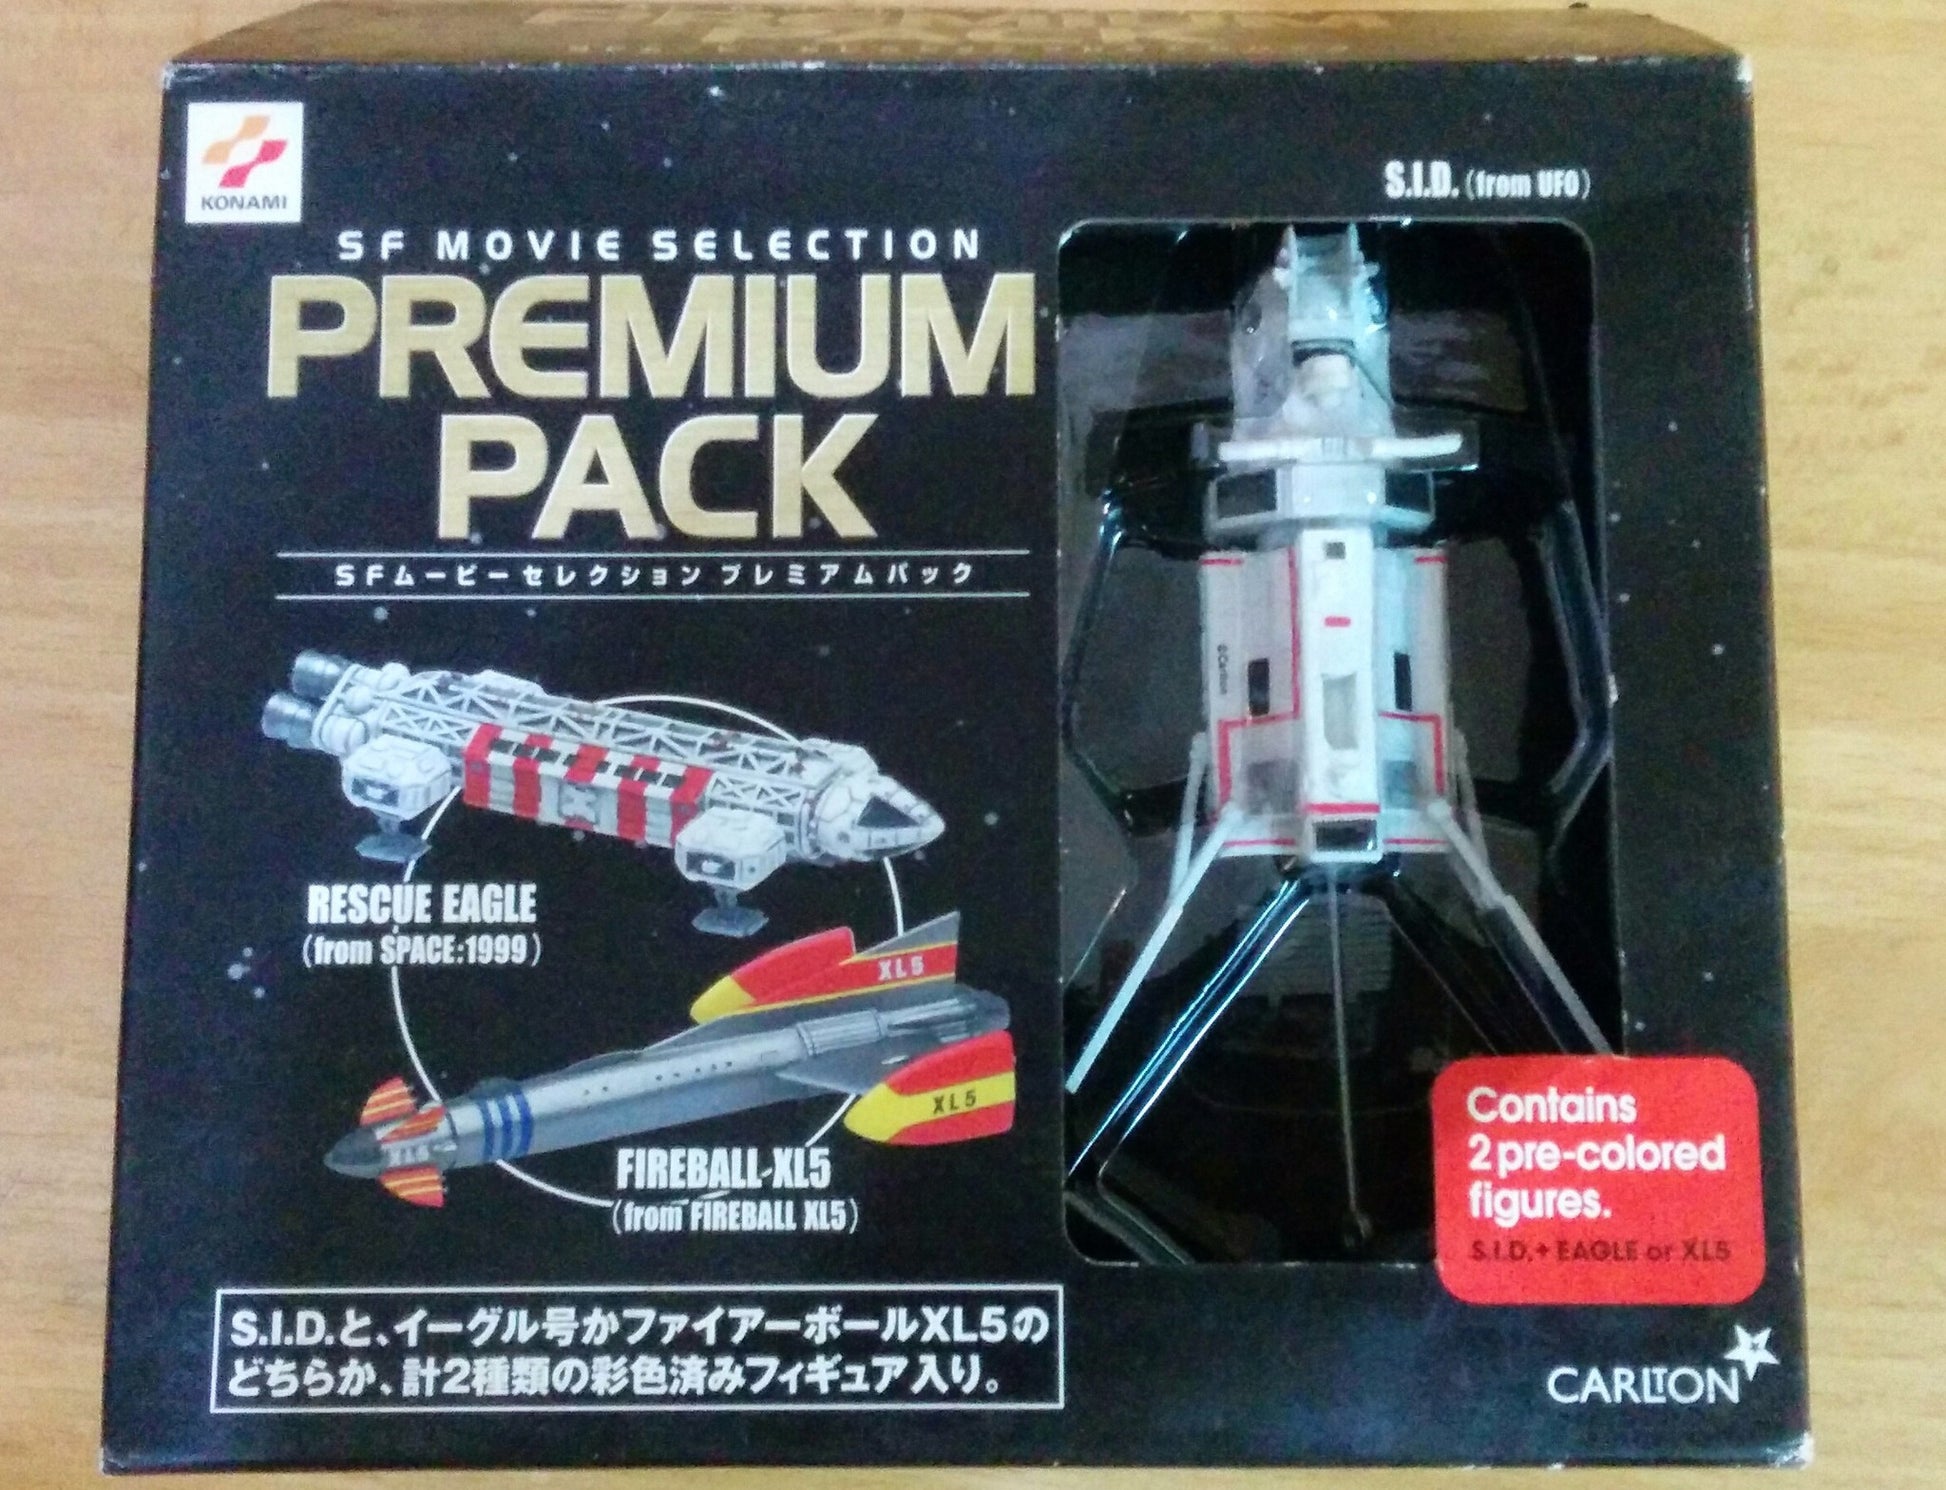 KONAMI
SF MOVIE SELECTION
PREMIUM
PACK
SFムービーセレクション プレミアムパック
S.I.D. (from UFO)
©Carlton
RESCUE EAGLE
(from SPACE:1999)
XL5
XL5
XL5
FIREBALL-XL5
(from FIREBALL XL5)
Contains
2 pre-colored
figures.
S.I.D.+EAGLE or XL5
S.I.D.と、イーグル号かファイアーボールXL5の
どちらか、計2種類の彩色済みフィギュア入り。
CARLTON